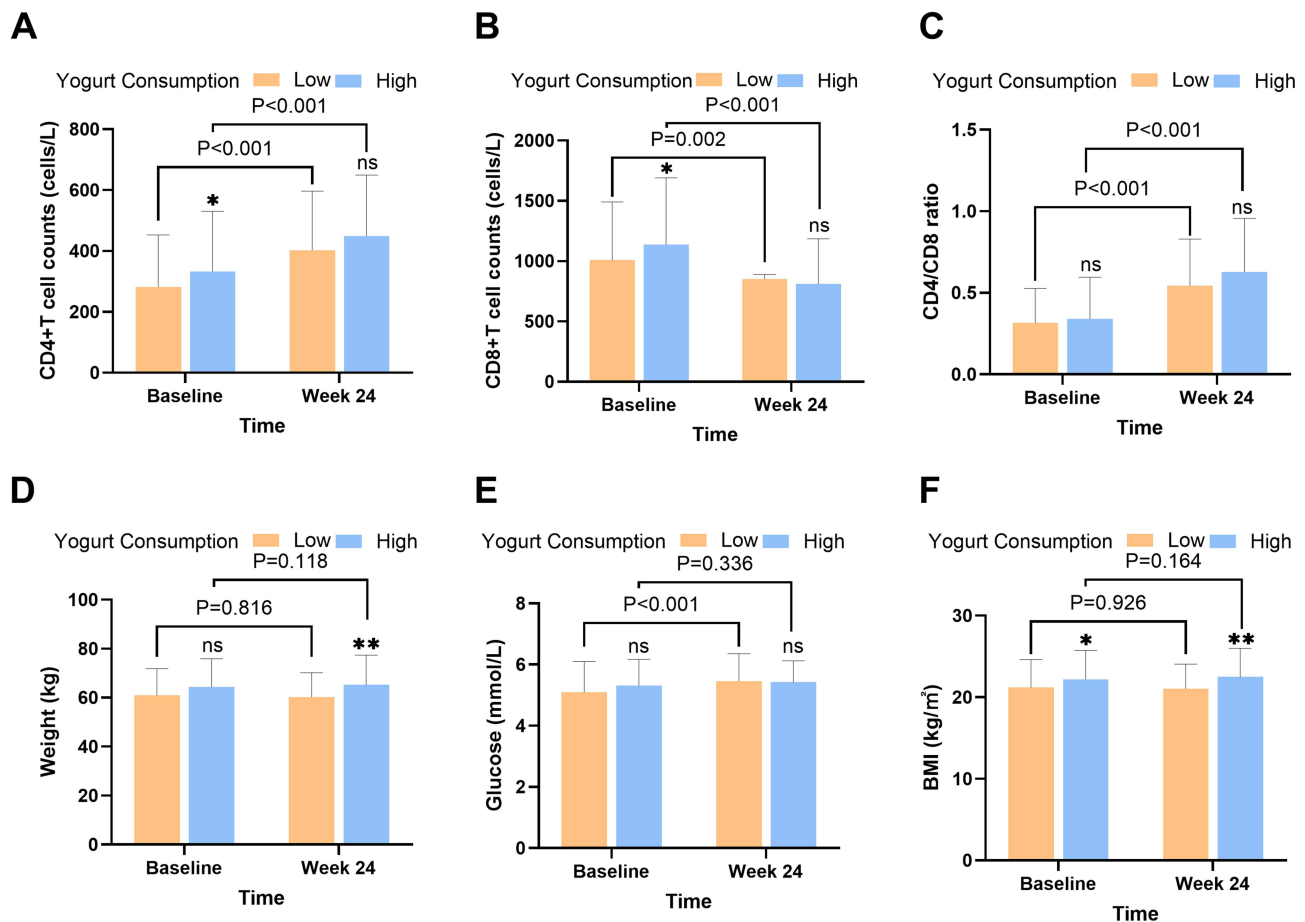 A
Yogurt Consumption Low High
P<0.001
P<0.001
* ns
CD4+T cell counts (cells/L)
800
600
400
200
0
Baseline Week 24
Time
B
Yogurt Consumption Low High
P<0.001
P=0.002
* ns
CD8+T cell counts (cells/L)
2000
1500
1000
500
0
Baseline Week 24
Time
C
Yogurt Consumption Low High
P<0.001
P<0.001
ns ns
CD4/CD8 ratio
1.5
1.0
0.5
0.0
Baseline Week 24
Time
D
Yogurt Consumption Low High
P=0.118
P=0.816
ns **
Weight (kg)
100
80
60
40
20
0
Baseline Week 24
Time
E
Yogurt Consumption Low High
P=0.336
P<0.001
ns ns
Glucose (mmol/L)
8
6
4
2
0
Baseline Week 24
Time
F
Yogurt Consumption Low High
P=0.164
P=0.926
* **
BMI (kg/m²)
30
20
10
0
Baseline Week 24
Time